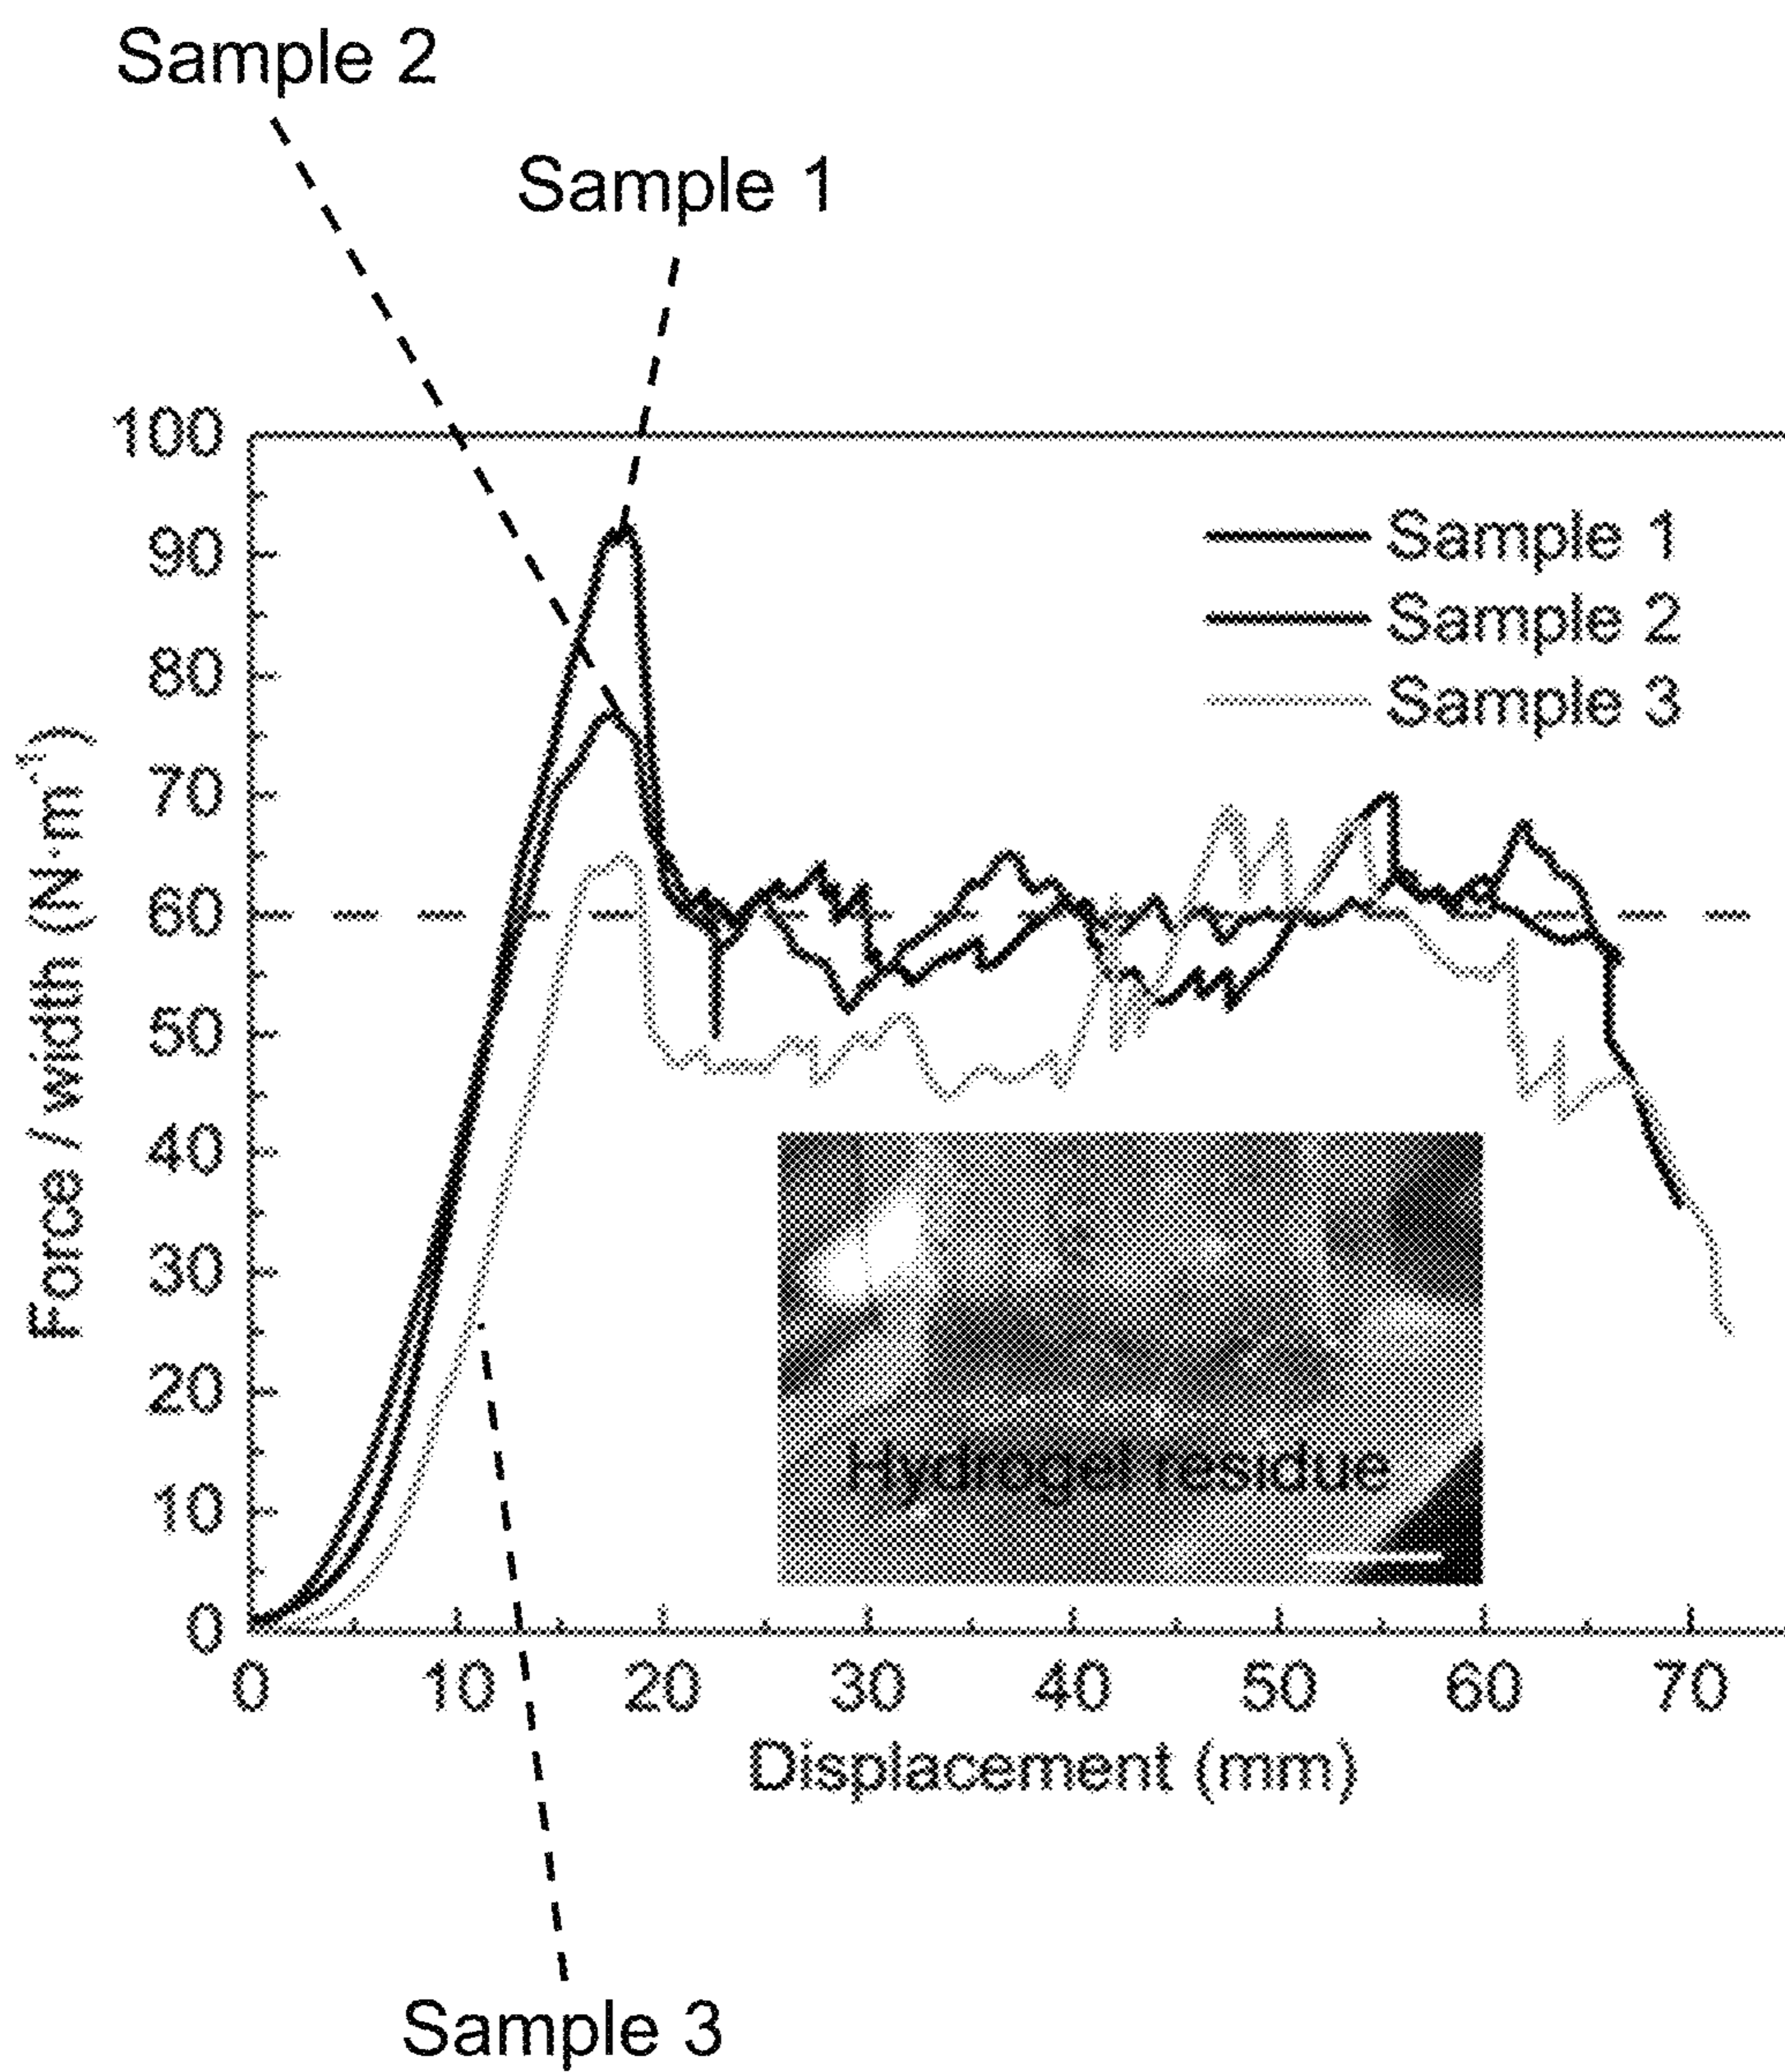 Sample 2
Sample 1
100
90
80
70
60
50
40
30
20
10
0
Force / width (N·m⁻¹)
Sample 1
Sample 2
Sample 3
Hydrogel residue
0 10 20 30 40 50 60 70
Displacement (mm)
Sample 3